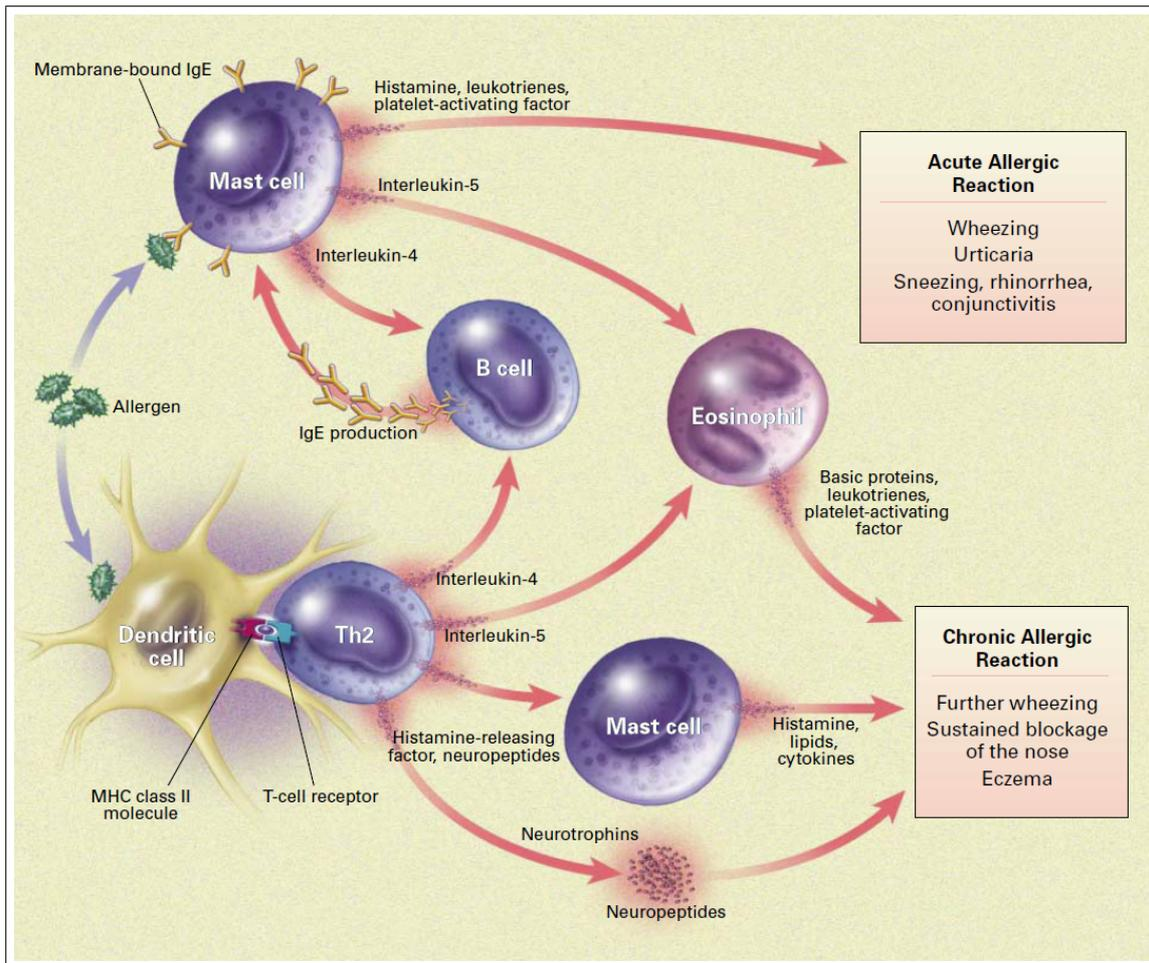 Membrane-bound IgE
Histamine, leukotrienes,
platelet-activating factor
Mast cell
Interleukin-5
Interleukin-4
Acute Allergic
Reaction
Wheezing
Urticaria
Sneezing, rhinorrhea,
conjunctivitis
B cell
Allergen
IgE production
Eosinophil
Basic proteins,
leukotrienes,
platelet-activating
factor
Interleukin-4
Dendritic
cell
Th2
Interleukin-5
Chronic Allergic
Reaction
Further wheezing
Sustained blockage
of the nose
Eczema
Mast cell
Histamine-releasing
factor, neuropeptides
Histamine,
lipids,
cytokines
MHC class II
molecule
T-cell receptor
Neurotrophins
Neuropeptides